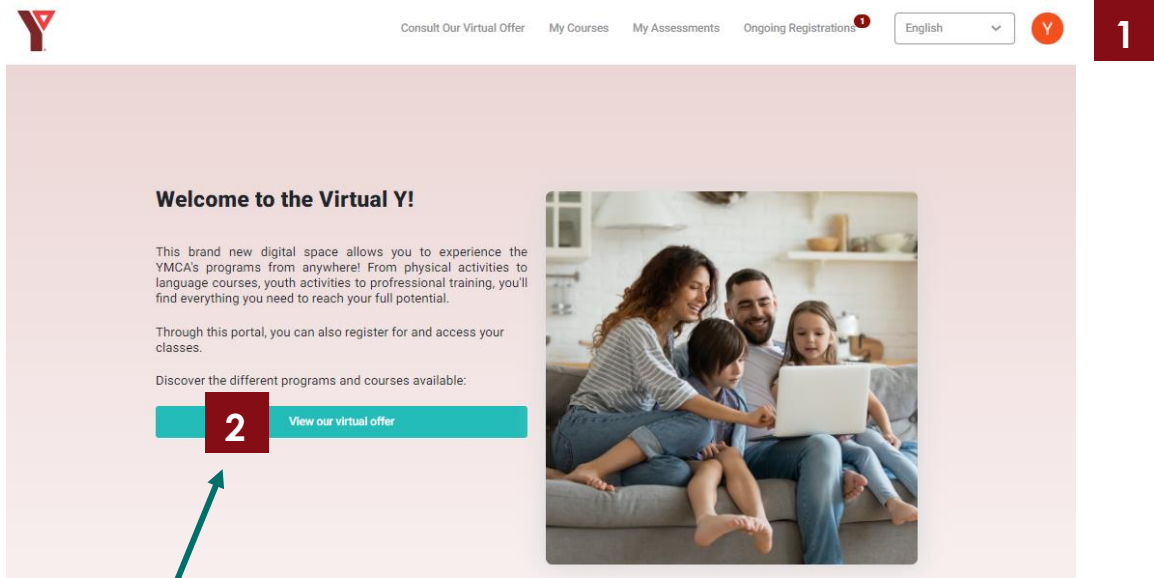 Y
Consult Our Virtual Offer My Courses My Assessments Ongoing Registrations 1 English Y
1
Welcome to the Virtual Y!
This brand new digital space allows you to experience the
YMCA's programs from anywhere! From physical activities to
language courses, youth activities to profressional training, you'll
find everything you need to reach your full potential.
Through this portal, you can also register for and access your
classes.
Discover the different programs and courses available:
2 View our virtual offer